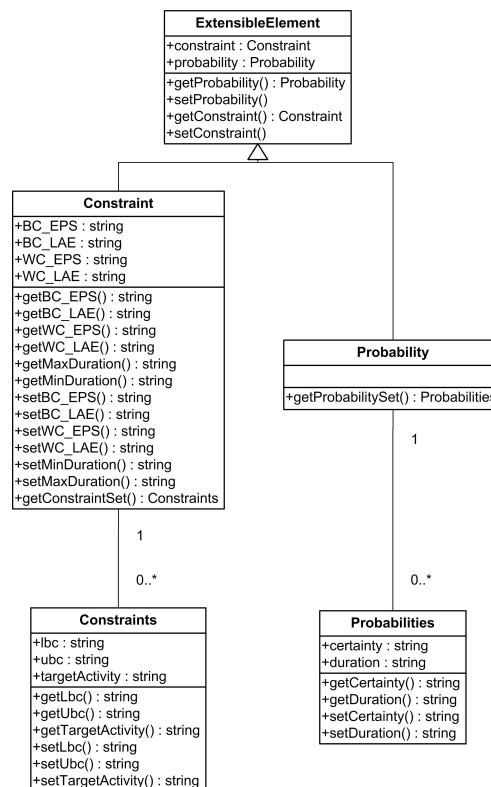 ExtensibleElement
+constraint : Constraint
+probability : Probability
+getProbability() : Probability
+setProbability()
+getConstraint() : Constraint
+setConstraint()
Constraint
+BC_EPS : string
+BC_LAE : string
+WC_EPS : string
+WC_LAE : string
+getBC_EPS() : string
+getBC_LAE() : string
+getWC_EPS() : string
+getWC_LAE() : string
+getMaxDuration() : string
+getMinDuration() : string
+setBC_EPS() : string
+setBC_LAE() : string
+setWC_EPS() : string
+setWC_LAE() : string
+setMinDuration() : string
+setMaxDuration() : string
+getConstraintSet() : Constraints
Probability
+getProbabilitySet() : Probabilities
1
0..*
1
0..*
Constraints
+lbc : string
+ubc : string
+targetActivity : string
+getLbc() : string
+getUbc() : string
+getTargetActivity() : string
+setLbc() : string
+setUbc() : string
+setTargetActivity() : string
Probabilities
+certainty : string
+duration : string
+getCertainty() : string
+getDuration() : string
+setCertainty() : string
+setDuration() : string